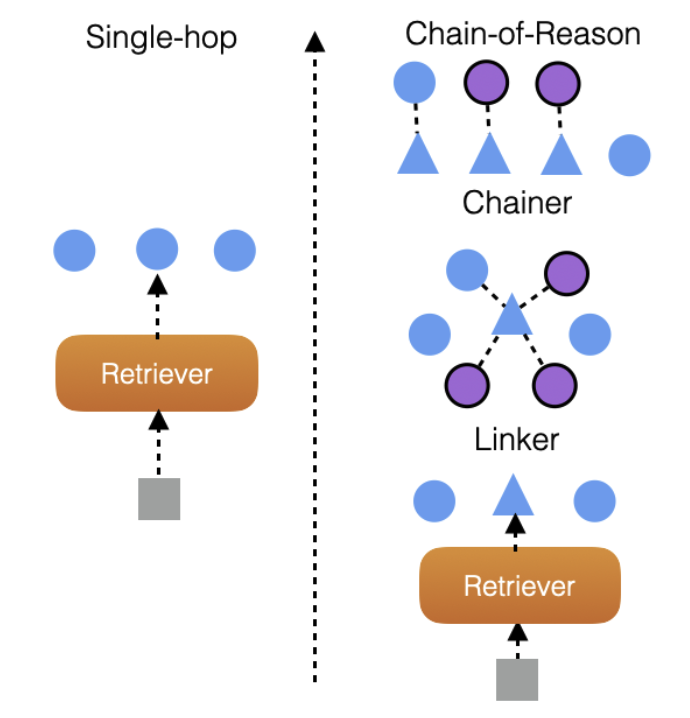 Single-hop
Retriever
Chain-of-Reason
Chainer
Linker
Retriever